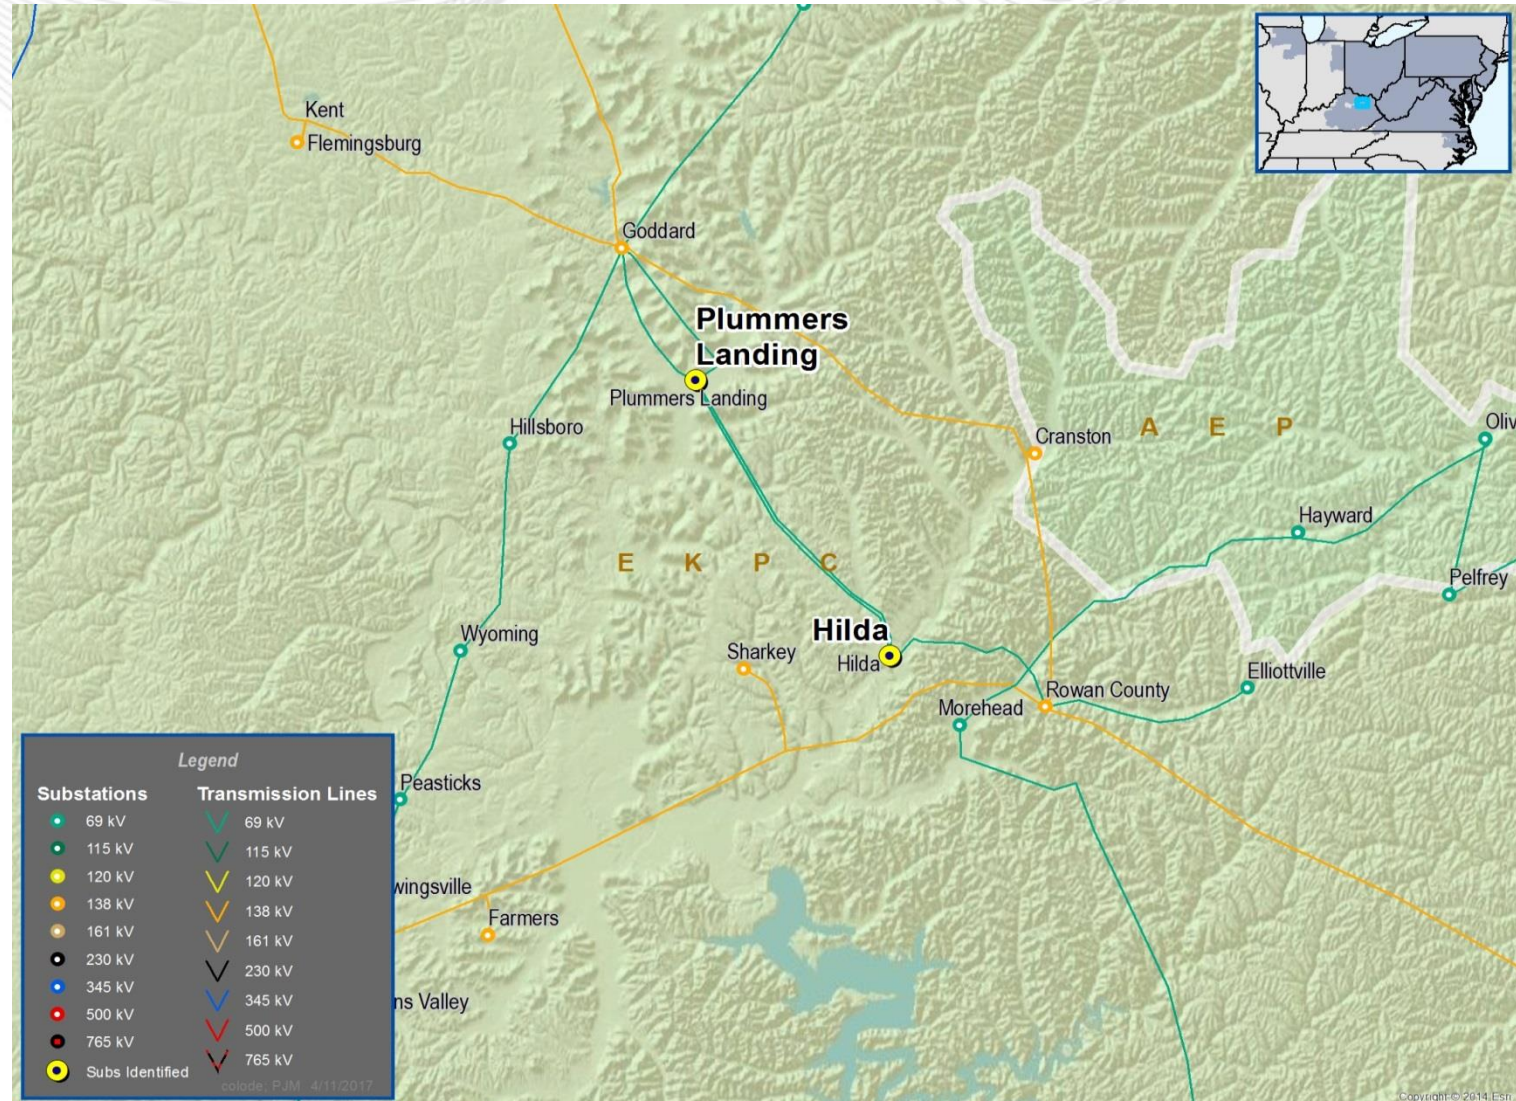 Kent
Flemingsburg
Goddard
Plummers
Landing
Plummers Landing
Hillsboro
Cranston
A E P
Oliv
Hayward
E K P C
Pelfrey
Hilda
Wyoming
Sharkey
Hilda
Elliottville
Rowan County
Morehead
Peasticks
wingsville
Farmers
ns Valley
Legend
Substations
Transmission Lines
69 kV
69 kV
115 kV
115 kV
120 kV
120 kV
138 kV
138 kV
161 kV
161 kV
230 kV
230 kV
345 kV
345 kV
500 kV
500 kV
765 kV
765 kV
Subs Identified
colode; PJM 4/11/2017
Copyright © 2014 Esri